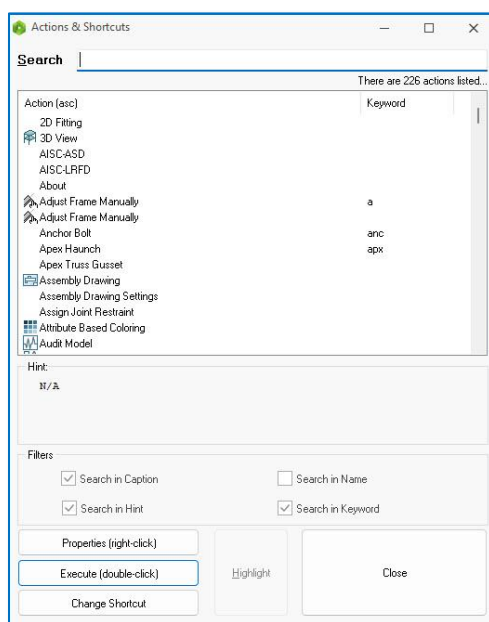 Actions & Shortcuts
Search
There are 226 actions listed...
Action (asc) Keyword
2D Fitting
3D View
AISC-ASD
AISC-LRFD
About
Adjust Frame Manually a
Adjust Frame Manually
Anchor Bolt anc
Apex Haunch apx
Apex Truss Gusset
Assembly Drawing
Assembly Drawing Settings
Assign Joint Restraint
Attribute Based Coloring
Audit Model
Hint:
N/A
Filters
Search in Caption Search in Name
Search in Hint Search in Keyword
Properties (right-click)
Execute (double-click) Highlight Close
Change Shortcut